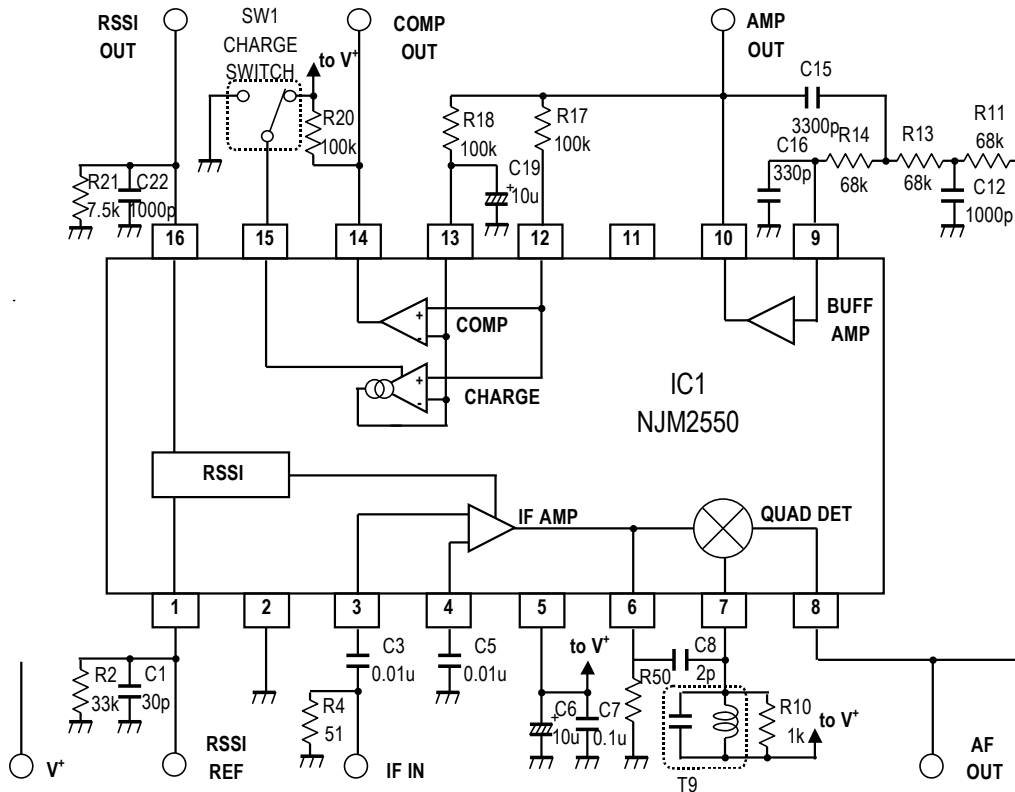 RSSI
OUT
SW1
CHARGE
SWITCH
to V+
COMP
OUT
AMP
OUT
C15
3300p
R20
100k
R18
100k
R17
100k
C19
+
10u
C16
330p
R14
68k
R13
68k
R11
68k
C12
1000p
R21
7.5k
C22
1000p
16
15
14
13
12
11
10
9
+
-
COMP
BUFF
AMP
+
-
CHARGE
IC1
NJM2550
RSSI
IF AMP
QUAD DET
1
2
3
4
5
6
7
8
R2
33k
C1
30p
RSSI
REF
C3
0.01u
R4
51
IF IN
C5
0.01u
to V+
+
C6
10u
C7
0.1u
R50
C8
2p
R10
1k
to V+
T9
AF
OUT
V+